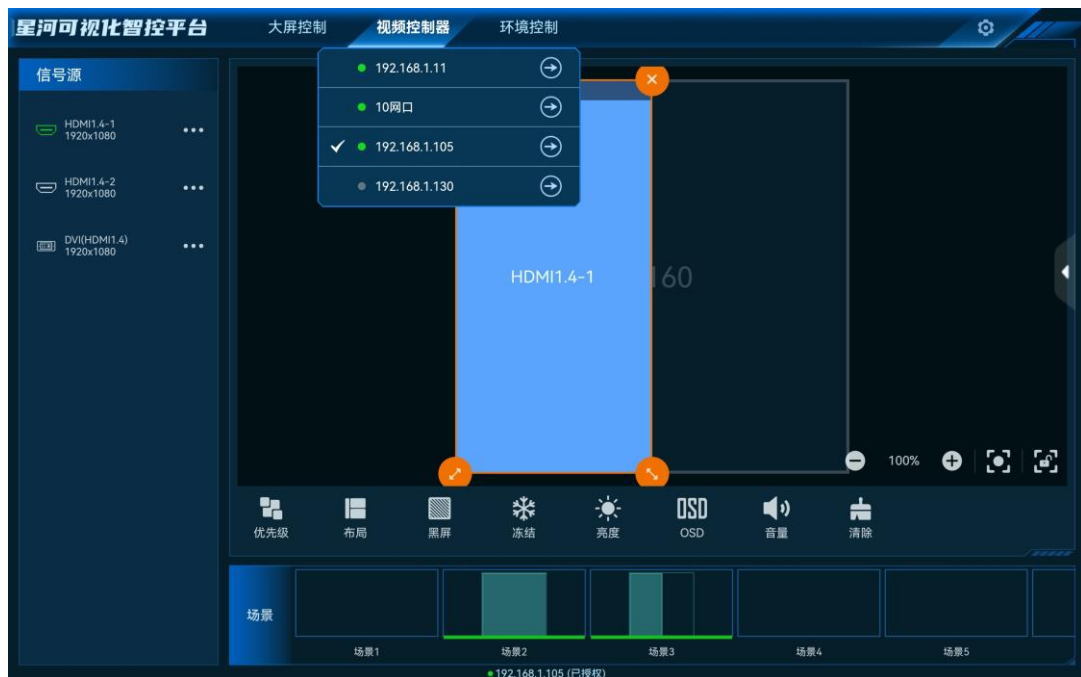 星河可视化智控平台
大屏控制
视频控制器
环境控制
信号源
192.168.1.11
10网口
192.168.1.105
192.168.1.130
HDMI1.4-1
1920x1080
HDMI1.4-2
1920x1080
DVI(HDMI1.4)
1920x1080
HDMI1.4-1
160
100%
优先级
布局
黑屏
冻结
亮度
OSD
OSD
音量
清除
场景
场景1
场景2
场景3
场景4
场景5
192.168.1.105 (已授权)